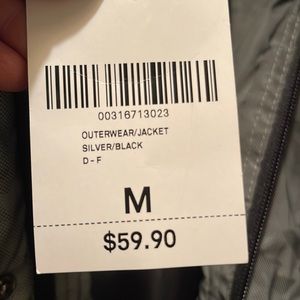 00316713023
OUTERWEAR/JACKET
SILVER/BLACK
D-F
M
$59.90